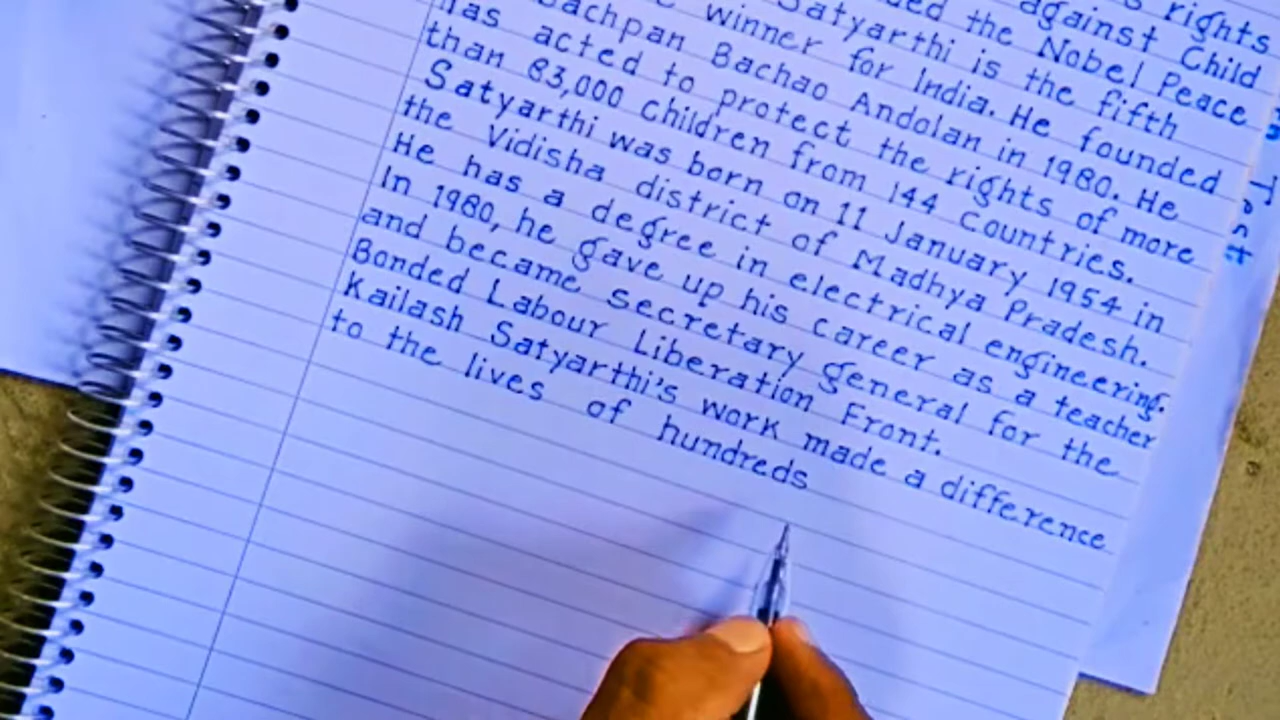 rights
against Child
ded the Nobel Peace
Satyarthi is the fifth
winner for India. He founded
Bachpan Bachao Andolan in 1980. He
has acted to protect the rights of more
than 83,000 Children from 144 Countries.
Satyarthi was born on 11 January 1954 in
the Vidisha district of Madhya Pradesh.
He has a degree in electrical engineering.
In 1980, he gave up his career as a teacher
and became secretary general for the
Bonded Labour Liberation Front.
Kailash Satyarthi's work made a difference
to the lives of hundreds